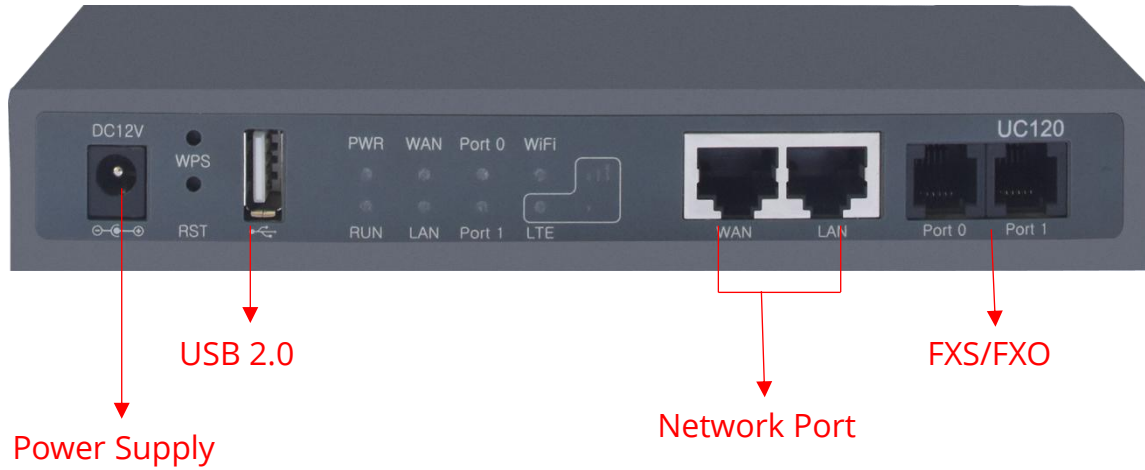 DC12V
WPS
RST
PWR WAN Port 0 WiFi
RUN LAN Port 1 LTE
UC120
WAN LAN
Port 0 Port 1
USB 2.0
FXS/FXO
Network Port
Power Supply